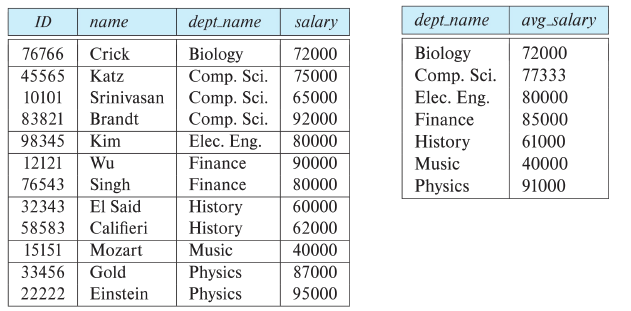 ID name dept_name salary
76766 Crick Biology 72000
45565 Katz Comp. Sci. 75000
10101 Srinivasan Comp. Sci. 65000
83821 Brandt Comp. Sci. 92000
98345 Kim Elec. Eng. 80000
12121 Wu Finance 90000
76543 Singh Finance 80000
32343 El Said History 60000
58583 Califieri History 62000
15151 Mozart Music 40000
33456 Gold Physics 87000
22222 Einstein Physics 95000
dept_name avg_salary
Biology 72000
Comp. Sci. 77333
Elec. Eng. 80000
Finance 85000
History 61000
Music 40000
Physics 91000